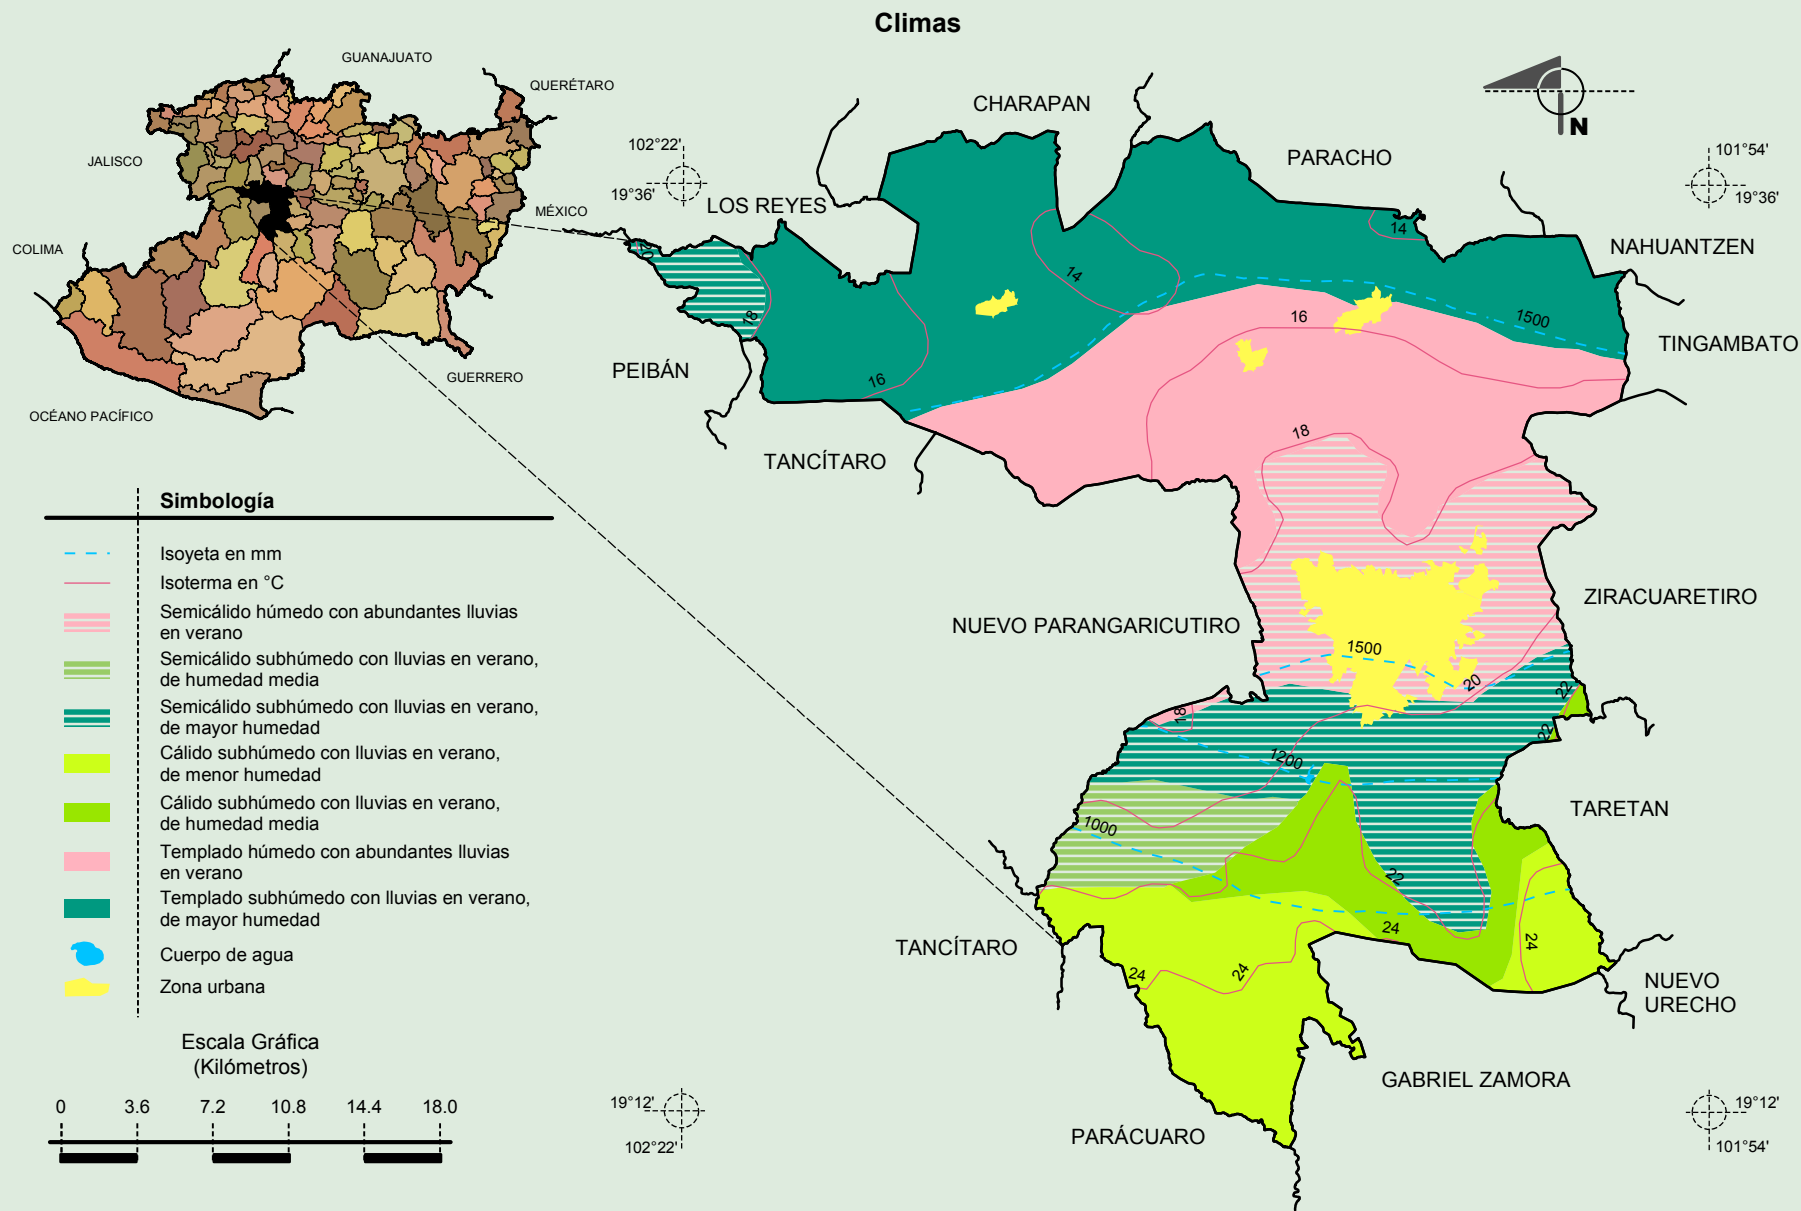 Climas
GUANAJUATO
QUERÉTARO
JALISCO
MÉXICO
COLIMA
GUERRERO
OCÉANO PACÍFICO
N
102°22'
19°36'
101°54'
19°36'
CHARAPAN
PARACHO
LOS REYES
NAHUANTZEN
TINGAMBATO
PEIBÁN
TANCÍTARO
ZIRACUARETIRO
NUEVO PARANGARICUTIRO
TARETAN
TANCÍTARO
NUEVO
URECHO
GABRIEL ZAMORA
PARÁCUARO
20
18
16
14
14
1500
16
18
1500
20
22
22
18
1200
1000
22
24
24
24
24
Simbología
Isoyeta en mm
Isoterma en °C
Semicálido húmedo con abundantes lluvias
en verano
Semicálido subhúmedo con lluvias en verano,
de humedad media
Semicálido subhúmedo con lluvias en verano,
de mayor humedad
Cálido subhúmedo con lluvias en verano,
de menor humedad
Cálido subhúmedo con lluvias en verano,
de humedad media
Templado húmedo con abundantes lluvias
en verano
Templado subhúmedo con lluvias en verano,
de mayor humedad
Cuerpo de agua
Zona urbana
Escala Gráfica
(Kilómetros)
0 3.6 7.2 10.8 14.4 18.0
19°12'
102°22'
19°12'
101°54'